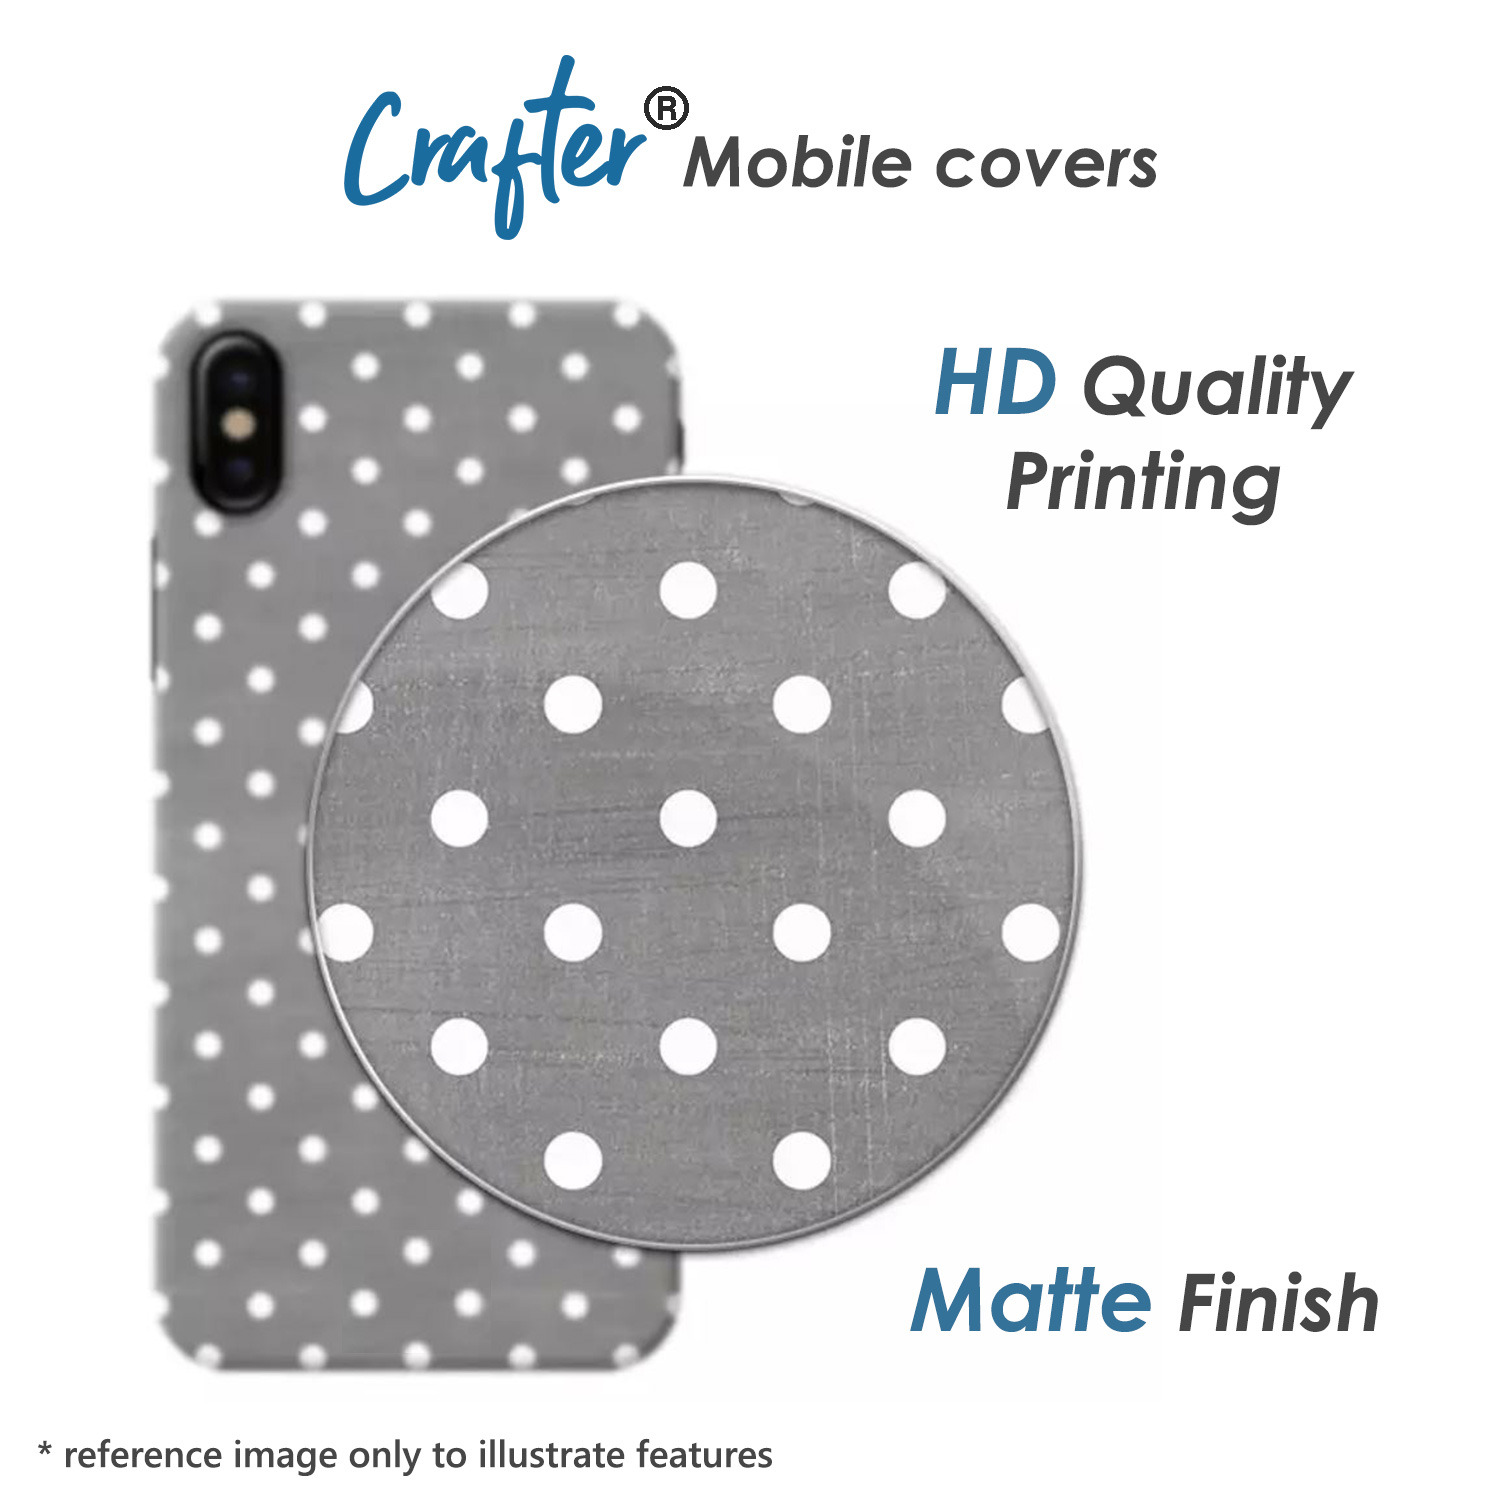 Crafter® Mobile covers
HD Quality
Printing
Matte Finish
* reference image only to illustrate features